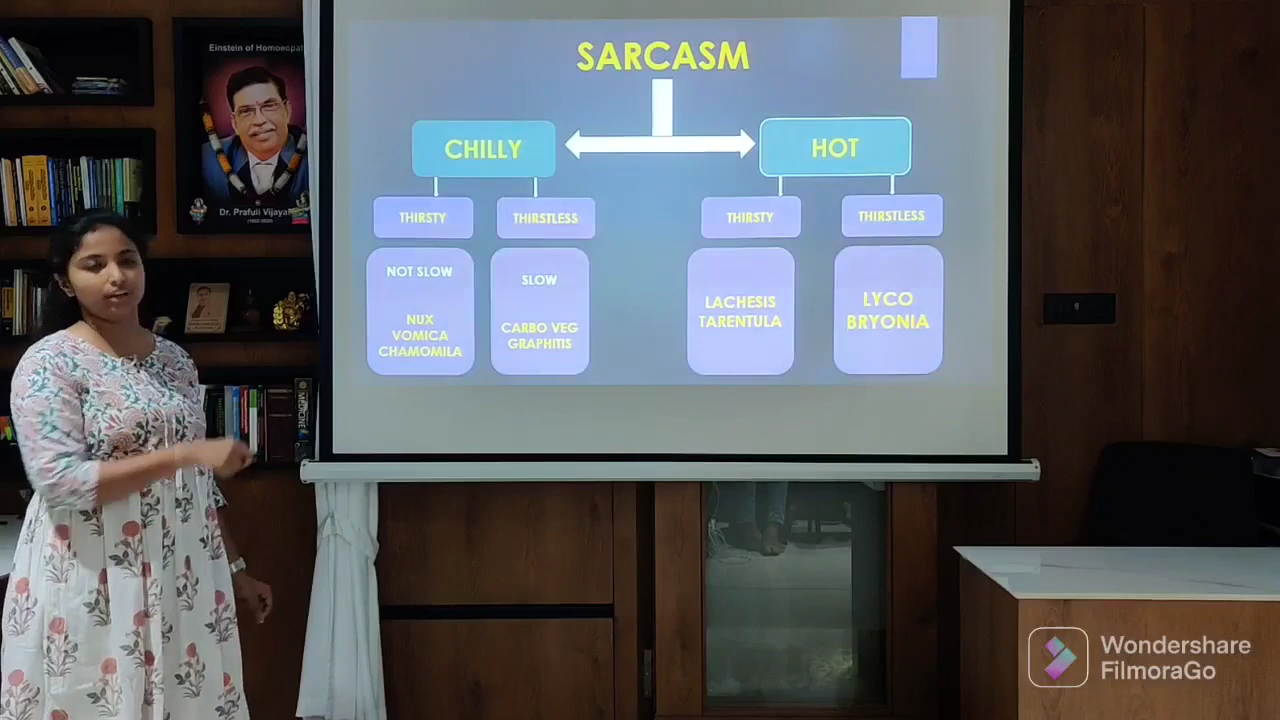 Einstein of Homoeopat
Dr. Prafull Vijayak
SARCASM
CHILLY
HOT
THIRSTY
THIRSTLESS
THIRSTY
THIRSTLESS
NOT SLOW
NUX
VOMICA
CHAMOMILA
SLOW
CARBO VEG
GRAPHITIS
LACHESIS
TARENTULA
LYCO
BRYONIA
MEDICINE
Wondershare
FilmoraGo